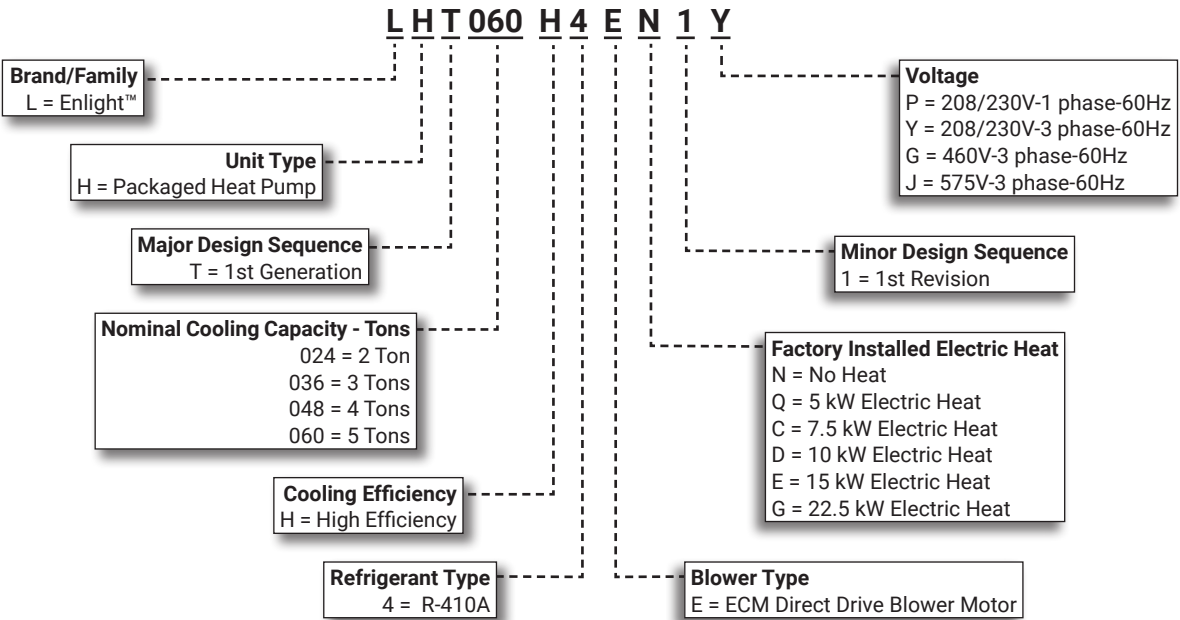 LHT060 H4 E N 1 Y
Brand/Family
L = Enlight™
Unit Type
H = Packaged Heat Pump
Major Design Sequence
T = 1st Generation
Nominal Cooling Capacity - Tons
024 = 2 Ton
036 = 3 Tons
048 = 4 Tons
060 = 5 Tons
Cooling Efficiency
H = High Efficiency
Refrigerant Type
4 = R-410A
Voltage
P = 208/230V-1 phase-60Hz
Y = 208/230V-3 phase-60Hz
G = 460V-3 phase-60Hz
J = 575V-3 phase-60Hz
Minor Design Sequence
1 = 1st Revision
Factory Installed Electric Heat
N = No Heat
Q = 5 kW Electric Heat
C = 7.5 kW Electric Heat
D = 10 kW Electric Heat
E = 15 kW Electric Heat
G = 22.5 kW Electric Heat
Blower Type
E = ECM Direct Drive Blower Motor